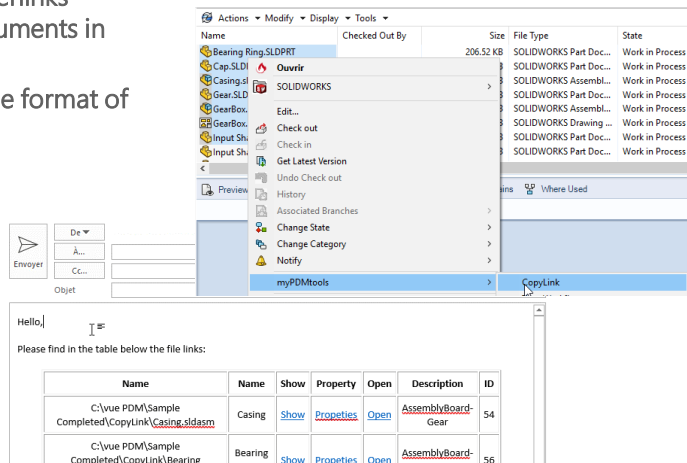 uments in
e format of
Actions Modify Display Tools
Name Checked Out By Size File Type State
Bearing Ring.SLDPRT 206.52 KB SOLIDWORKS Part Doc... Work in Process
Cap.SLD SOLIDWORKS Part Doc... Work in Process
Casing.sl SOLIDWORKS Assembl... Work in Process
Gear.SLD SOLIDWORKS Part Doc... Work in Process
GearBox. SOLIDWORKS Assembl... Work in Process
GearBox. SOLIDWORKS Drawing ... Work in Process
Input Sh SOLIDWORKS Part Doc... Work in Process
Input Sh SOLIDWORKS Part Doc... Work in Process
Ouvrir
SOLIDWORKS
Edit...
Check out
Check in
Get Latest Version
Undo Check out
History
Associated Branches
Change State
Change Category
Notify
myPDMtools
CopyLink
Preview
ins Where Used
De
À...
Envoyer
Cc...
Objet
Hello,
Please find in the table below the file links:
Name Name Show Property Open Description ID
C:\vue PDM\Sample
Completed\CopyLink\Casing.sldasm Casing Show Propeties Open AssemblyBoard-
Gear 54
C:\vue PDM\Sample
Completed\CopyLink\Bearing Bearing Show Propeties Open AssemblyBoard- 56